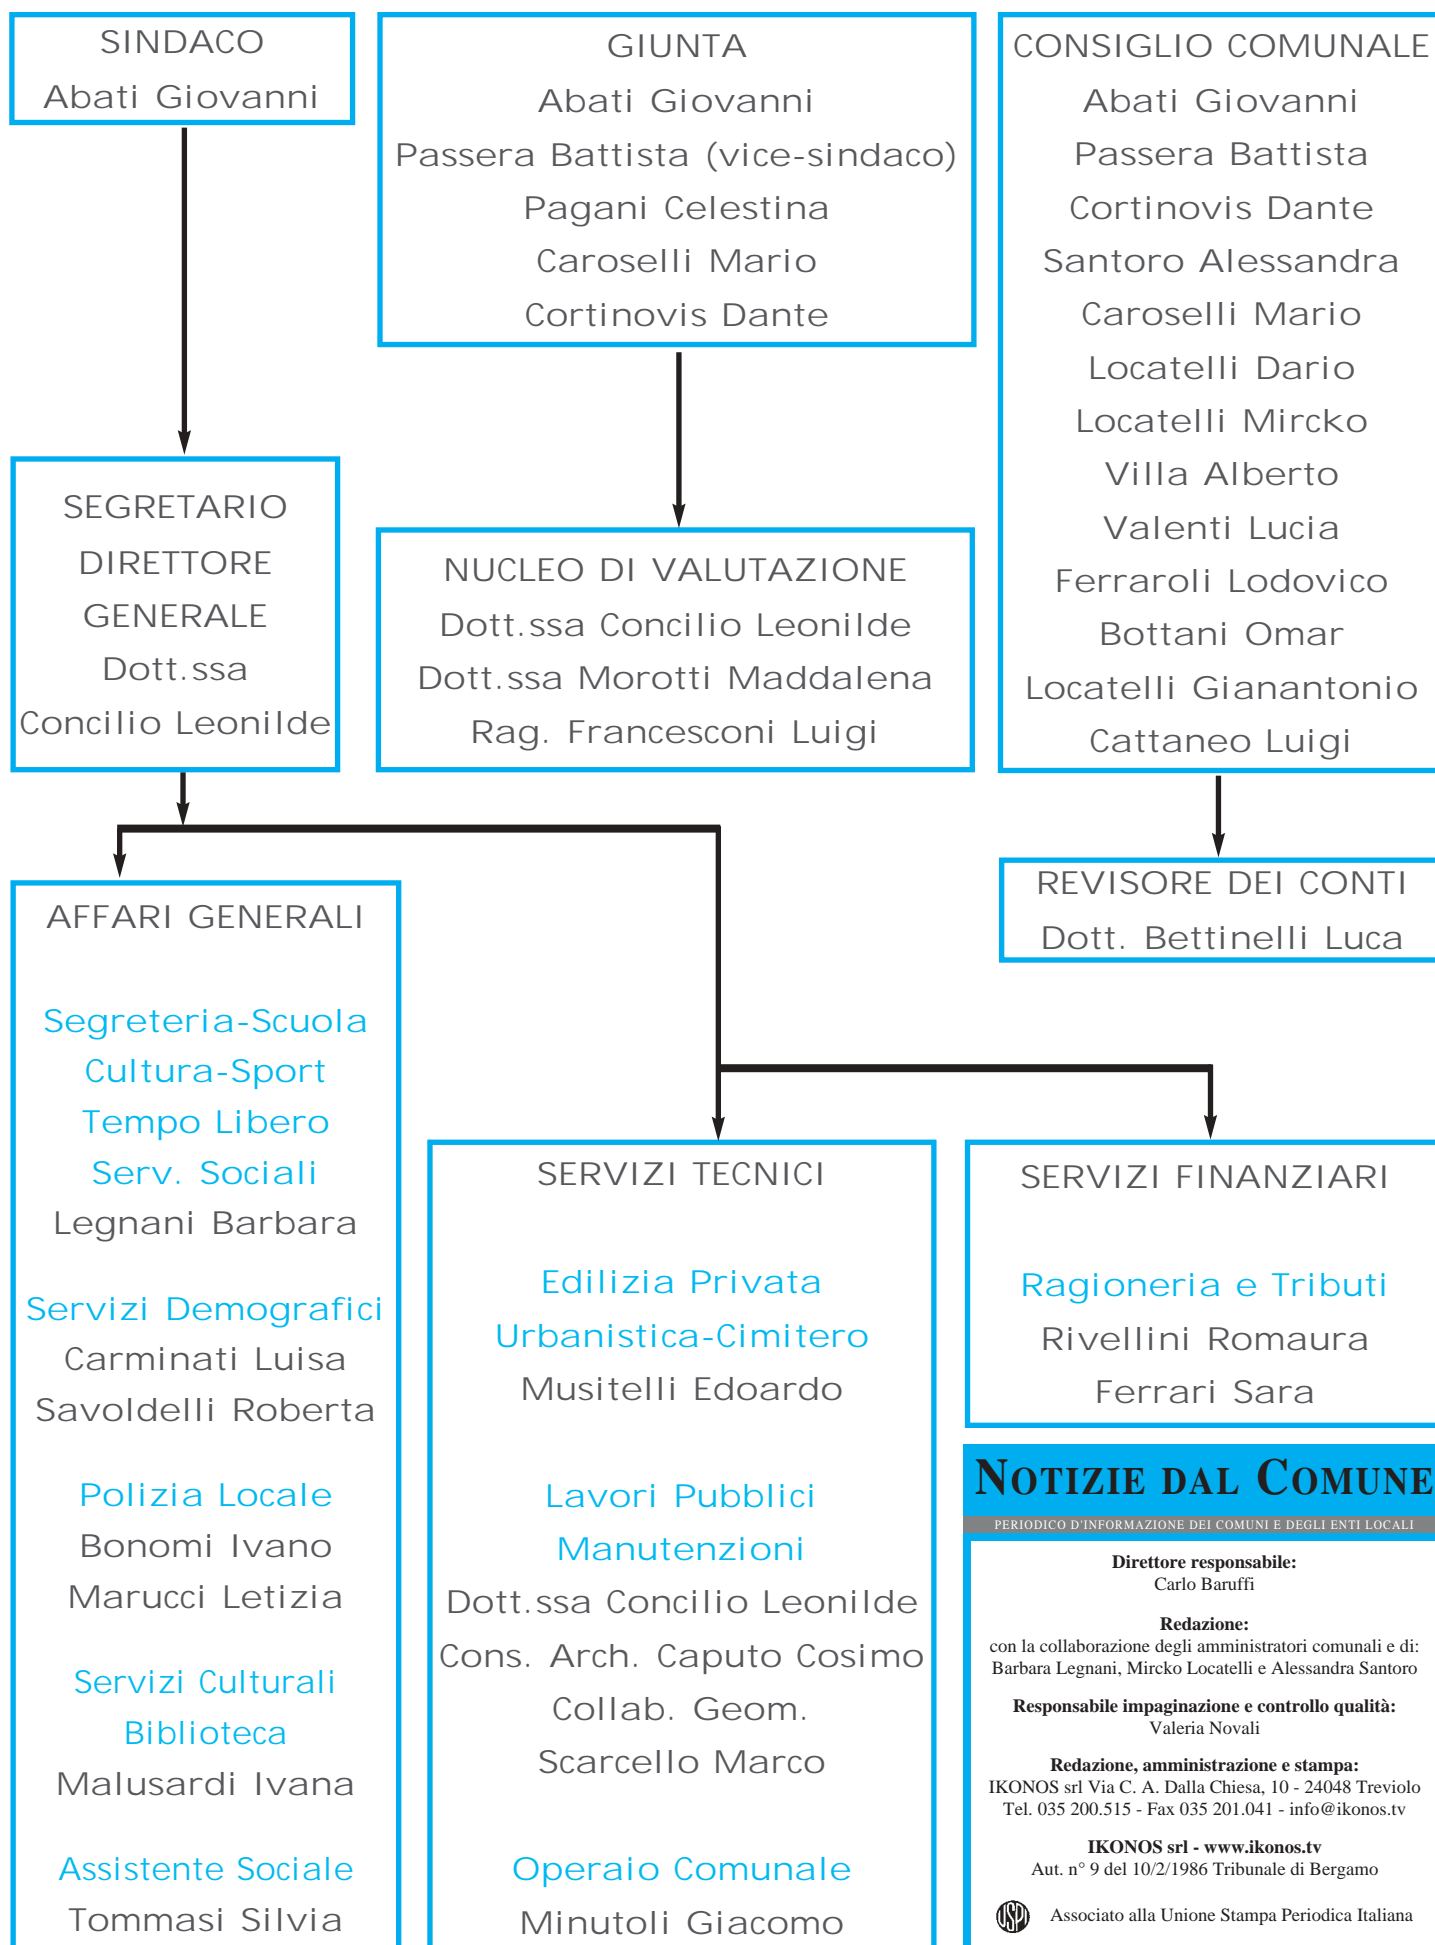 SINDACO
Abati Giovanni
GIUNTA
Abati Giovanni
Passera Battista (vice-sindaco)
Pagani Celestina
Caroselli Mario
Cortinovis Dante
CONSIGLIO COMUNALE
Abati Giovanni
Passera Battista
Cortinovis Dante
Santoro Alessandra
Caroselli Mario
Locatelli Dario
Locatelli Mircko
Villa Alberto
Valenti Lucia
Ferraroli Lodovico
Bottani Omar
Locatelli Gianantonio
Cattaneo Luigi
SEGRETARIO
DIRETTORE
GENERALE
Dott.ssa
Concilio Leonilde
NUCLEO DI VALUTAZIONE
Dott.ssa Concilio Leonilde
Dott.ssa Morotti Maddalena
Rag. Francesconi Luigi
REVISORE DEI CONTI
Dott. Bettinelli Luca
AFFARI GENERALI
Segreteria-Scuola
Cultura-Sport
Tempo Libero
Serv. Sociali
Legnani Barbara
Servizi Demografici
Carminati Luisa
Savoldelli Roberta
Polizia Locale
Bonomi Ivano
Marucci Letizia
Servizi Culturali
Biblioteca
Malusardi Ivana
Assistente Sociale
Tommasi Silvia
SERVIZI TECNICI
Edilizia Privata
Urbanistica-Cimitero
Musitelli Edoardo
Lavori Pubblici
Manutenzioni
Dott.ssa Concilio Leonilde
Cons. Arch. Caputo Cosimo
Collab. Geom.
Scarcello Marco
Operaio Comunale
Minutoli Giacomo
SERVIZI FINANZIARI
Ragioneria e Tributi
Rivellini Romaura
Ferrari Sara
NOTIZIE DAL COMUNE
PERIODICO D'INFORMAZIONE DEI COMUNI E DEGLI ENTI LOCALI
Direttore responsabile:
Carlo Baruffi
Redazione:
con la collaborazione degli amministratori comunali e di:
Barbara Legnani, Mircko Locatelli e Alessandra Santoro
Responsabile impaginazione e controllo qualità:
Valeria Novali
Redazione, amministrazione e stampa:
IKONOS srl Via C. A. Dalla Chiesa, 10 - 24048 Treviolo
Tel. 035 200.515 - Fax 035 201.041 - info@ikonos.tv
IKONOS srl - www.ikonos.tv
Aut. n° 9 del 10/2/1986 Tribunale di Bergamo
USPI
Associato alla Unione Stampa Periodica Italiana